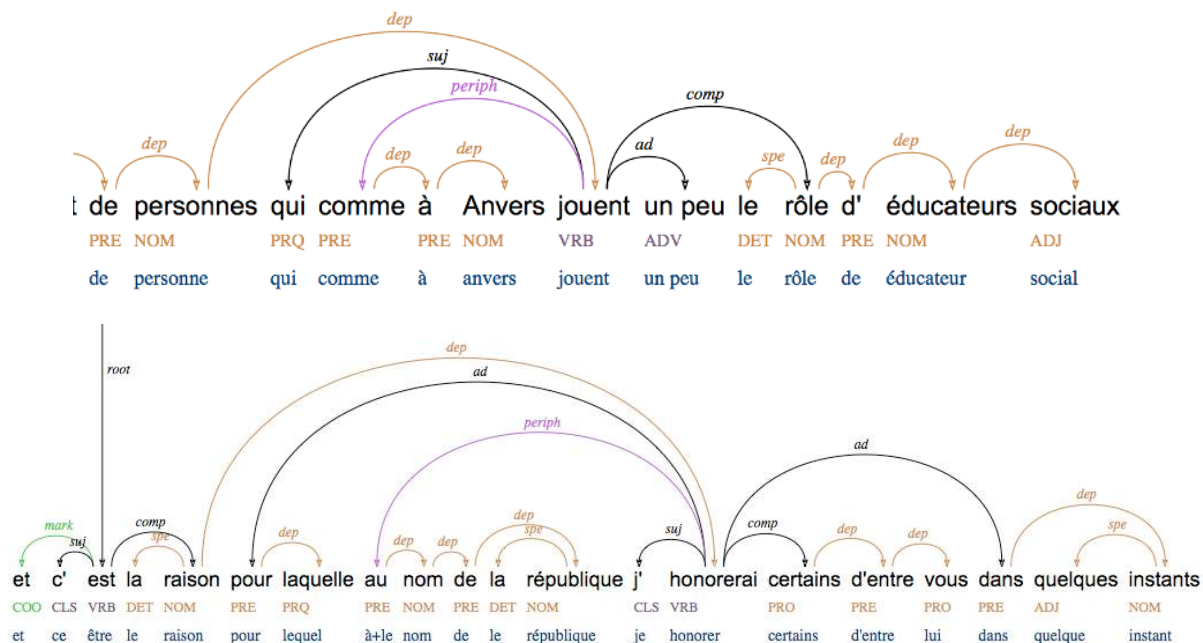 dep
suj
periph
comp
dep dep dep ad spe dep dep dep
t de personnes qui comme à Anvers jouent un peu le rôle d' éducateurs sociaux
PRE NOM PRQ PRE PRE NOM VRB ADV DET NOM PRE NOM ADJ
de personne qui comme à anvers jouent un peu le rôle de éducateur social
dep
root
ad
periph
ad
mark suj comp spe dep dep dep dep spe suj comp dep dep dep spe
et c' est la raison pour laquelle au nom de la république j' honorerai certains d'entre vous dans quelques instants
COO CLS VRB DET NOM PRE PRQ PRE NOM PRE DET NOM CLS VRB PRO PRE PRO PRE ADJ NOM
et ce être le raison pour lequel à+le nom de le république je honorer certains d'entre lui dans quelque instant